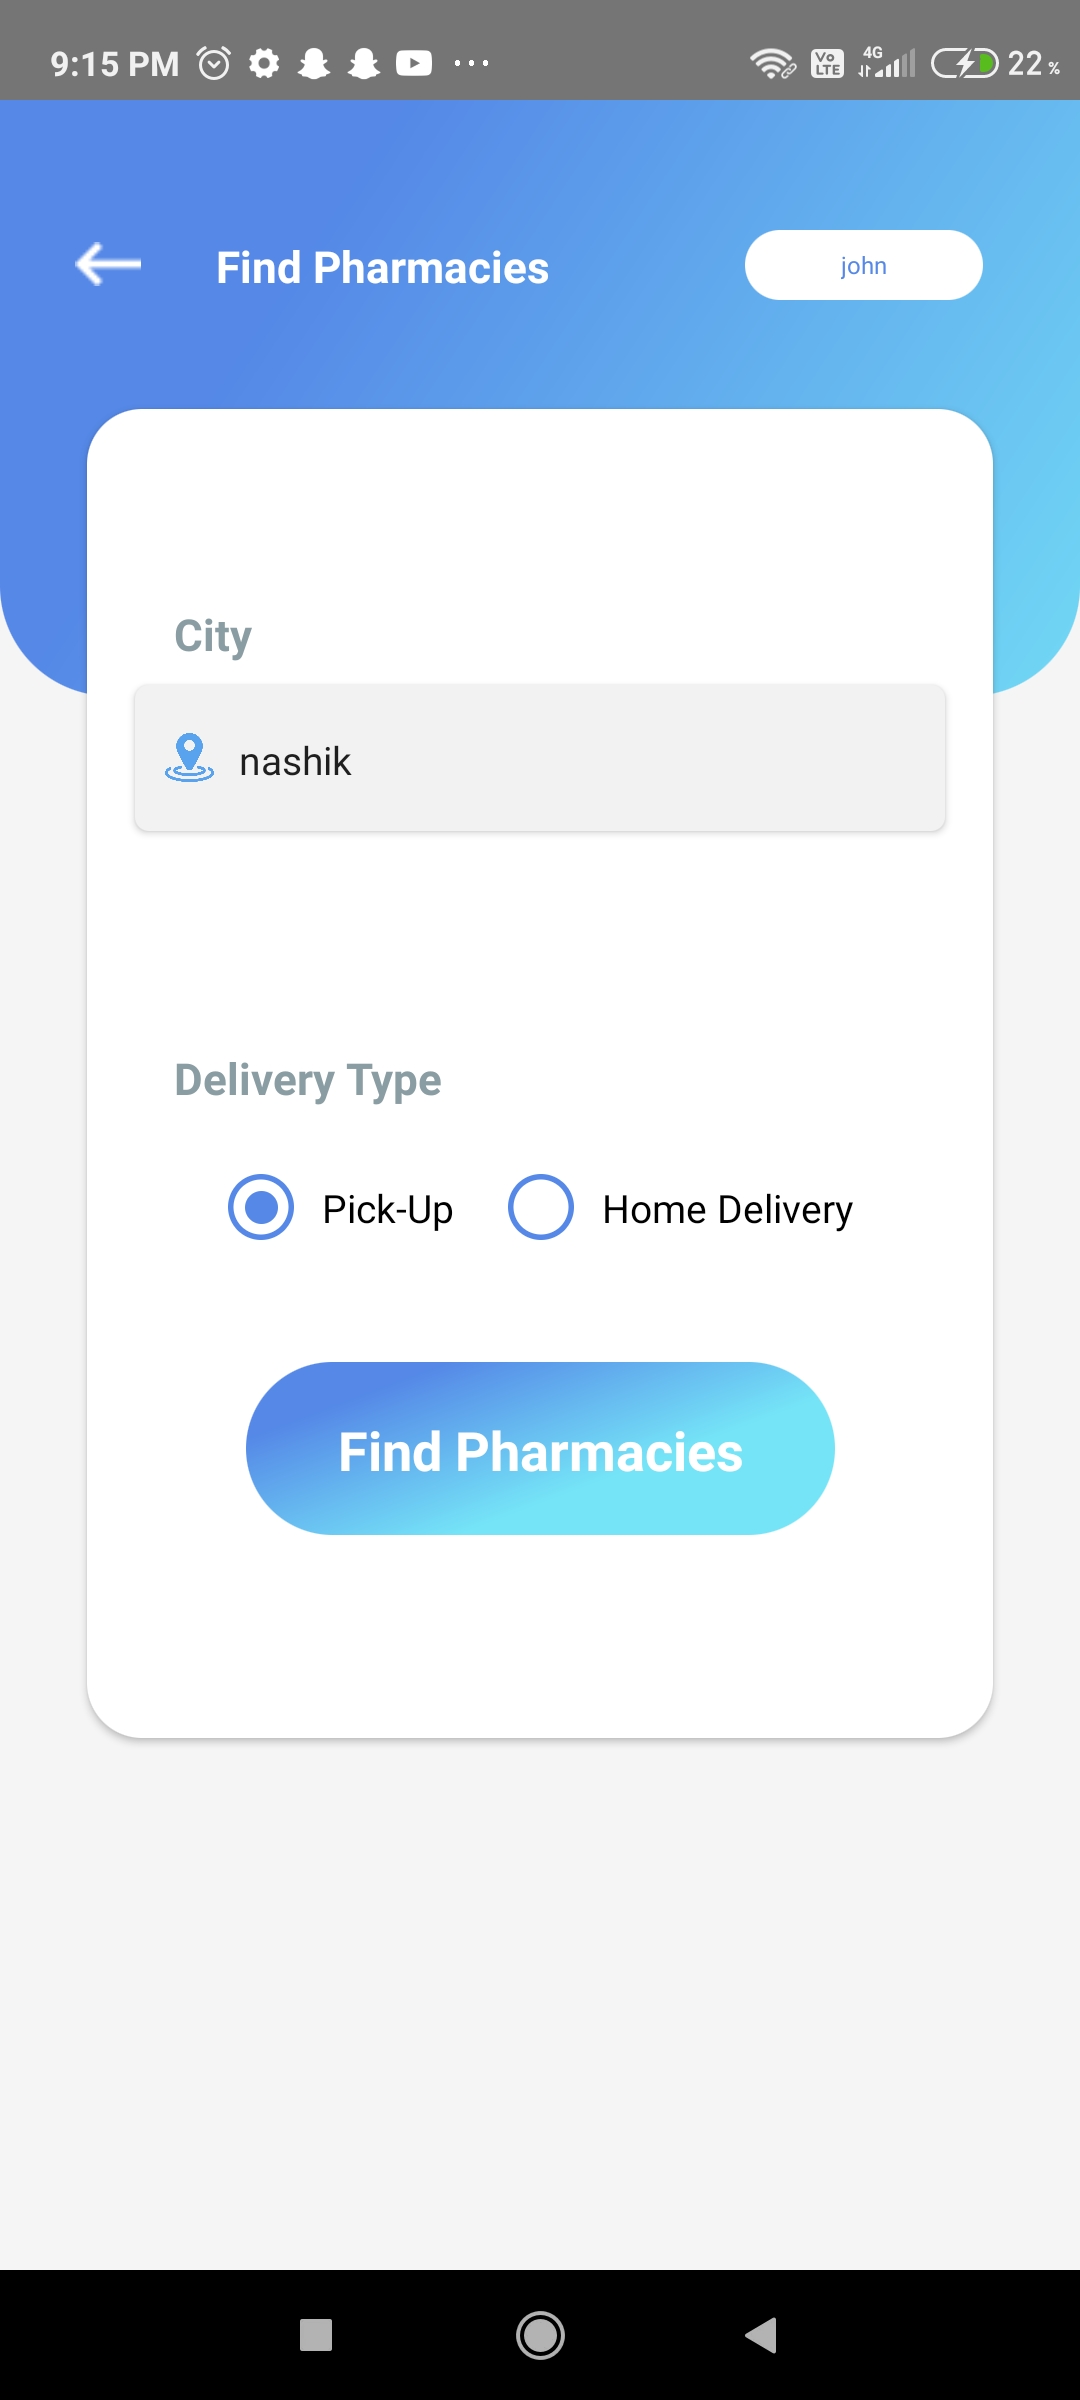 9:15 PM ... Vo LTE 4G 22 %
Find Pharmacies john
City
nashik
Delivery Type
Pick-Up Home Delivery
Find Pharmacies